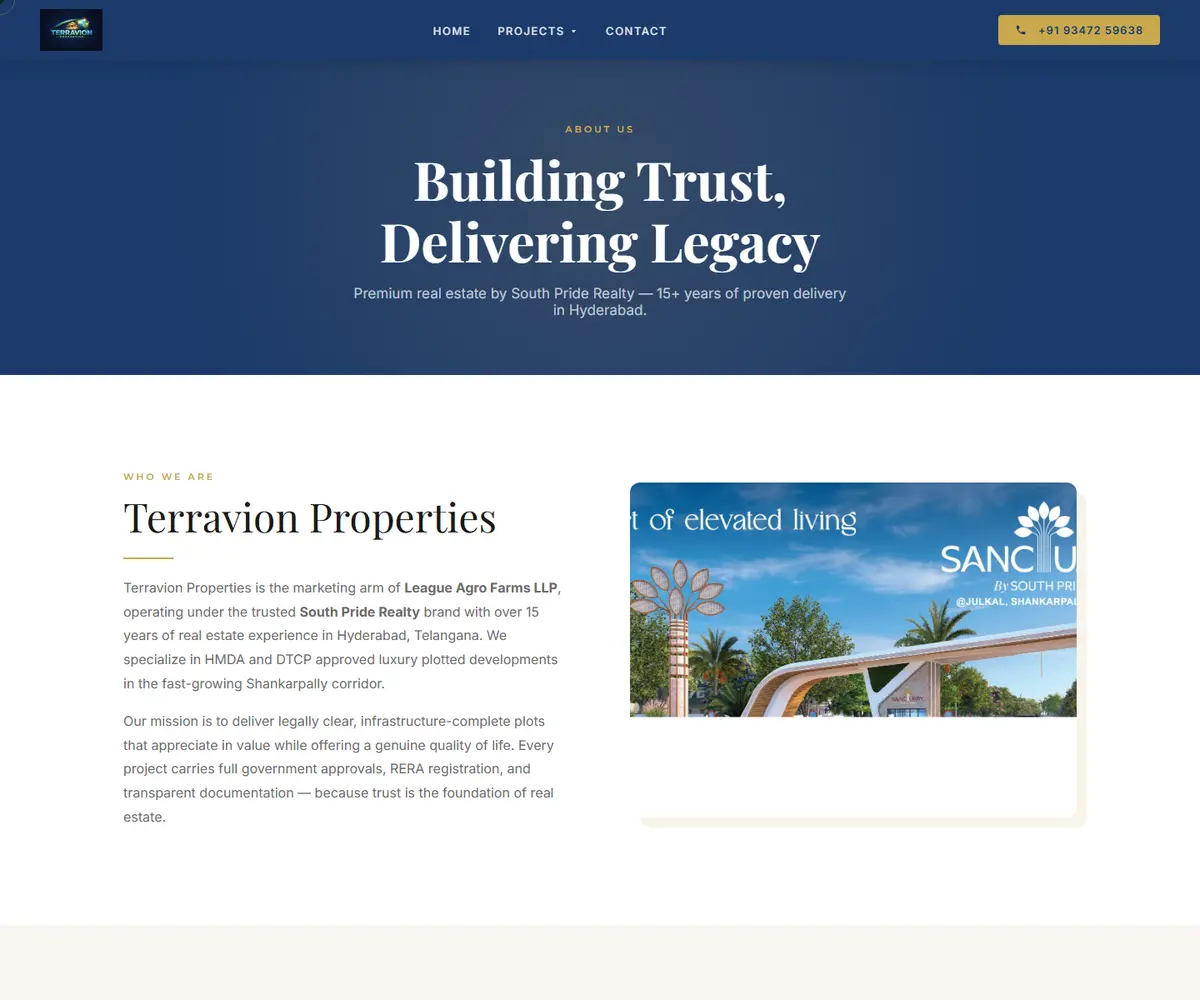 TERRAVION
HOME
PROJECTS
CONTACT
+91 93472 59638
ABOUT US
Building Trust,
Delivering Legacy
Premium real estate by South Pride Realty — 15+ years of proven delivery
in Hyderabad.
WHO WE ARE
Terravion Properties
Terravion Properties is the marketing arm of League Agro Farms LLP,
operating under the trusted South Pride Realty brand with over 15
years of real estate experience in Hyderabad, Telangana. We
specialize in HMDA and DTCP approved luxury plotted developments
in the fast-growing Shankarpally corridor.
Our mission is to deliver legally clear, infrastructure-complete plots
that appreciate in value while offering a genuine quality of life. Every
project carries full government approvals, RERA registration, and
transparent documentation — because trust is the foundation of real
estate.
t of elevated living
SANCTU
By SOUTH PRI
@JULKAL, SHANKARPAL